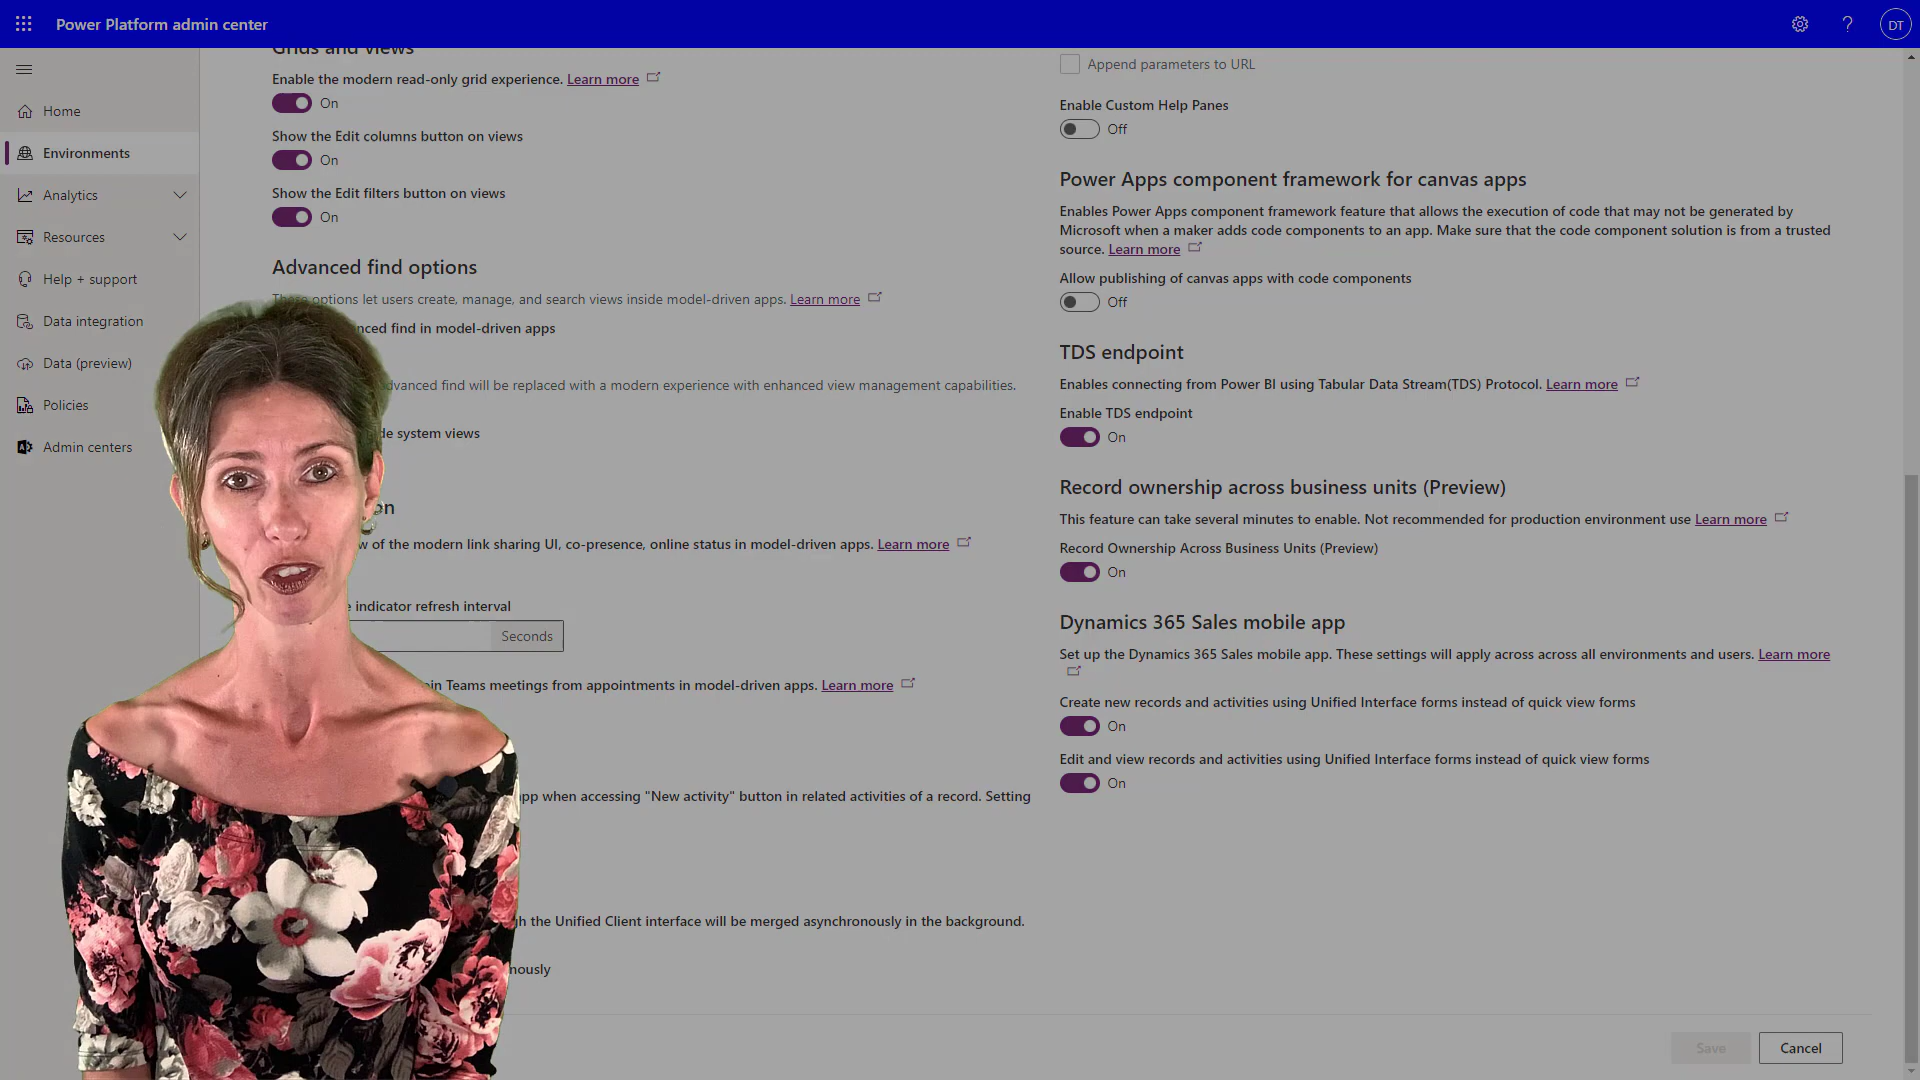 Power Platform admin center
DT
Home
Environments
Analytics
Resources
Help + support
Data integration
Data (preview)
Policies
Admin centers
Grids and views
Enable the modern read-only grid experience. Learn more
On
Show the Edit columns button on views
On
Show the Edit filters button on views
On
Advanced find options
options let users create, manage, and search views inside model-driven apps. Learn more
find in model-driven apps
advanced find will be replaced with a modern experience with enhanced view management capabilities.
system views
of the modern link sharing UI, co-presence, online status in model-driven apps. Learn more
indicator refresh interval
Seconds
Teams meetings from appointments in model-driven apps. Learn more
when accessing "New activity" button in related activities of a record. Setting
the Unified Client interface will be merged asynchronously in the background.
Append parameters to URL
Enable Custom Help Panes
Off
Power Apps component framework for canvas apps
Enables Power Apps component framework feature that allows the execution of code that may not be generated by
Microsoft when a maker adds code components to an app. Make sure that the code component solution is from a trusted
source. Learn more
Allow publishing of canvas apps with code components
Off
TDS endpoint
Enables connecting from Power BI using Tabular Data Stream(TDS) Protocol. Learn more
Enable TDS endpoint
On
Record ownership across business units (Preview)
This feature can take several minutes to enable. Not recommended for production environment use Learn more
Record Ownership Across Business Units (Preview)
On
Dynamics 365 Sales mobile app
Set up the Dynamics 365 Sales mobile app. These settings will apply across across all environments and users. Learn more
Create new records and activities using Unified Interface forms instead of quick view forms
On
Edit and view records and activities using Unified Interface forms instead of quick view forms
On
Save
Cancel